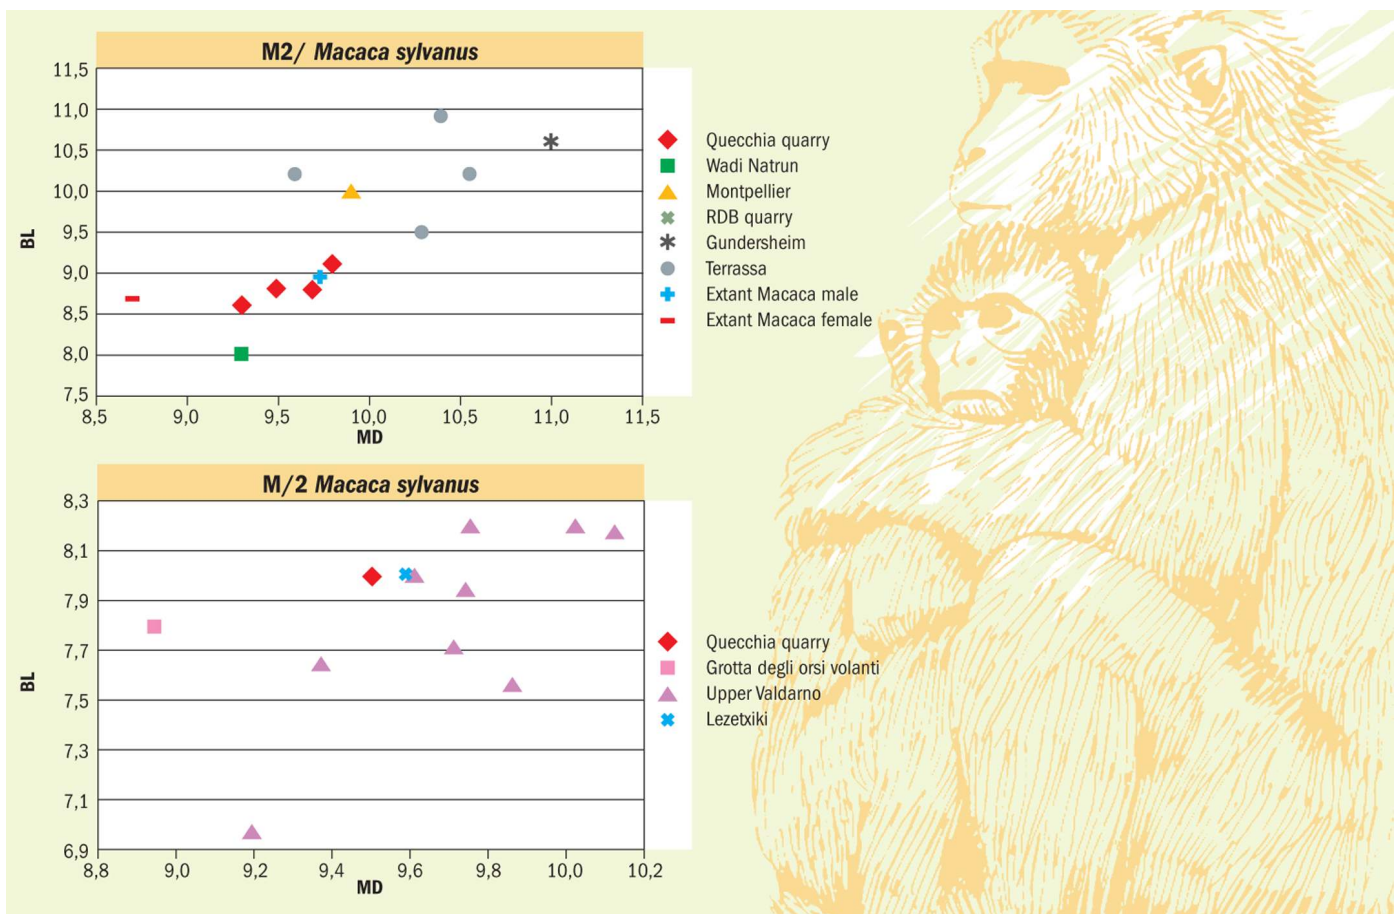 M2/ Macaca sylvanus
11,5
11,0
10,5
10,0
9,5
9,0
8,5
8,0
7,5
BL
8,5 9,0 9,5 10,0 10,5 11,0 11,5
MD
Quecchia quarry
Wadi Natrun
Montpellier
RDB quarry
Gundersheim
Terrassa
Extant Macaca male
Extant Macaca female
M/2 Macaca sylvanus
8,3
8,1
7,9
7,7
7,5
7,3
7,1
6,9
BL
8,8 9,0 9,2 9,4 9,6 9,8 10,0 10,2
MD
Quecchia quarry
Grotta degli orsi volanti
Upper Valdarno
Lezetxiki